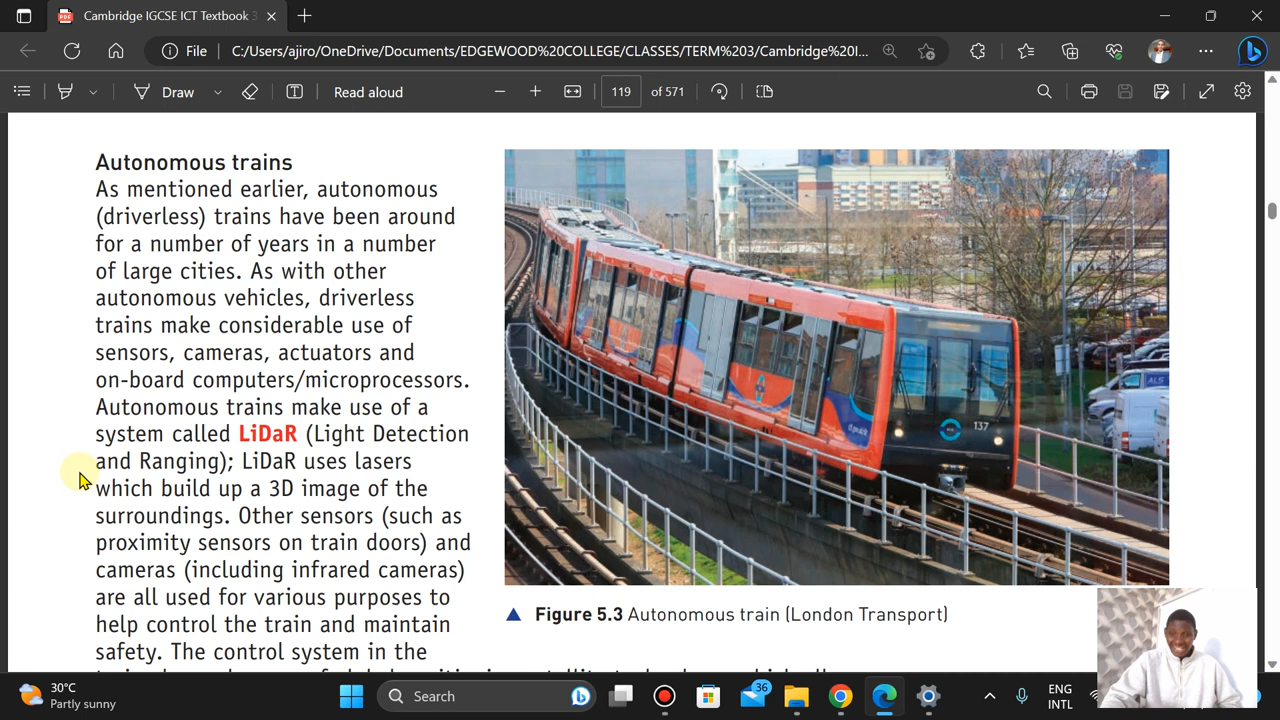 Cambridge IGCSE ICT Textbook 3
File
C:/Users/ajiro/OneDrive/Documents/EDGEWOOD%20COLLEGE/CLASSES/TERM%203/Cambridge%20I...
Draw
Read aloud
119
of 571
Autonomous trains
As mentioned earlier, autonomous
(driverless) trains have been around
for a number of years in a number
of large cities. As with other
autonomous vehicles, driverless
trains make considerable use of
sensors, cameras, actuators and
on-board computers/microprocessors.
Autonomous trains make use of a
system called LiDaR (Light Detection
and Ranging); LiDaR uses lasers
which build up a 3D image of the
surroundings. Other sensors (such as
proximity sensors on train doors) and
cameras (including infrared cameras)
are all used for various purposes to
help control the train and maintain
safety. The control system in the
137
ALS
▲ Figure 5.3 Autonomous train (London Transport)
30°C
Partly sunny
Search
36
ENG
INTL